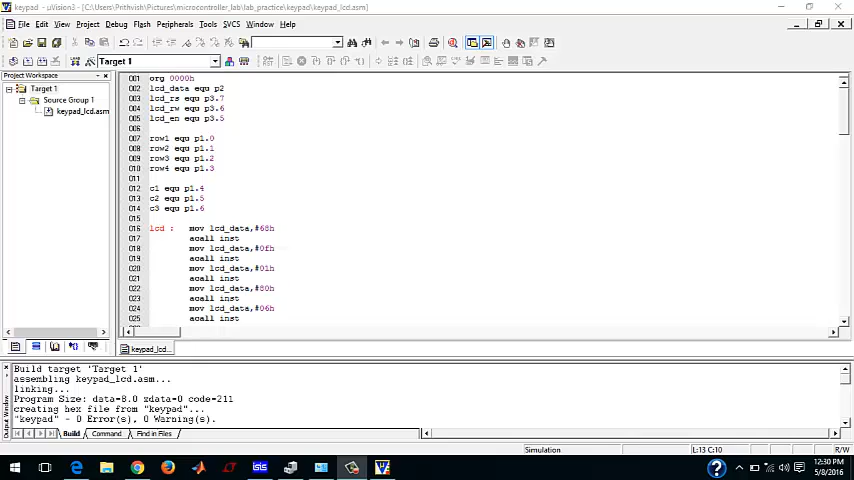 keypad - µVision3 - [C:\Users\Prithvish\Pictures\microcontroller_lab\lab_practice\keypad\keypad_lcd.asm]
File Edit View Project Debug Flash Peripherals Tools SVCS Window Help
Target 1
Project Workspace
Target 1
Source Group 1
keypad_lcd.asm
001 org 0000h
002 lcd_data equ p2
003 lcd_rs equ p3.7
004 lcd_rw equ p3.6
005 lcd_en equ p3.5
006
007 row1 equ p1.0
008 row2 equ p1.1
009 row3 equ p1.2
010 row4 equ p1.3
011
012 c1 equ p1.4
013 c2 equ p1.5
014 c3 equ p1.6
015
016 lcd : mov lcd_data,#68h
017 acall inst
018 mov lcd_data,#0fh
019 acall inst
020 mov lcd_data,#01h
021 acall inst
022 mov lcd_data,#80h
023 acall inst
024 mov lcd_data,#06h
025 acall inst
keypad_lcd...
Build target 'Target 1'
assembling keypad_lcd.asm...
linking...
Program Size: data=8.0 xdata=0 code=211
creating hex file from "keypad"...
"keypad" - 0 Error(s), 0 Warning(s).
Output Window
Build Command Find in Files
Simulation L:13 C:10 R/W
isis
12:30 PM
5/8/2016